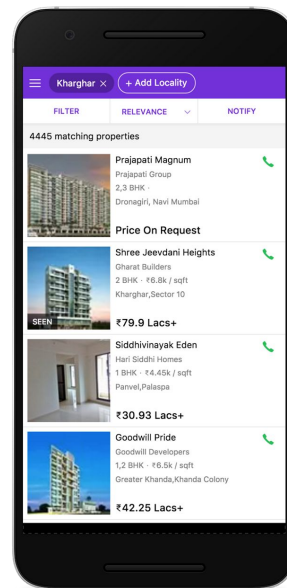 Kharghar ×
+ Add Locality
FILTER
RELEVANCE
NOTIFY
4445 matching properties
Prajapati Magnum
Prajapati Group
2,3 BHK ·
Dronagiri, Navi Mumbai
Price On Request
Shree Jeevdani Heights
Gharat Builders
2 BHK · ₹6.8k / sqft
Kharghar,Sector 10
SEEN
₹79.9 Lacs+
Siddhivinayak Eden
Hari Siddhi Homes
1 BHK · ₹4.45k / sqft
Panvel,Palaspa
₹30.93 Lacs+
Goodwill Pride
Goodwill Developers
1,2 BHK · ₹6.5k / sqft
Greater Khanda,Khanda Colony
₹42.25 Lacs+